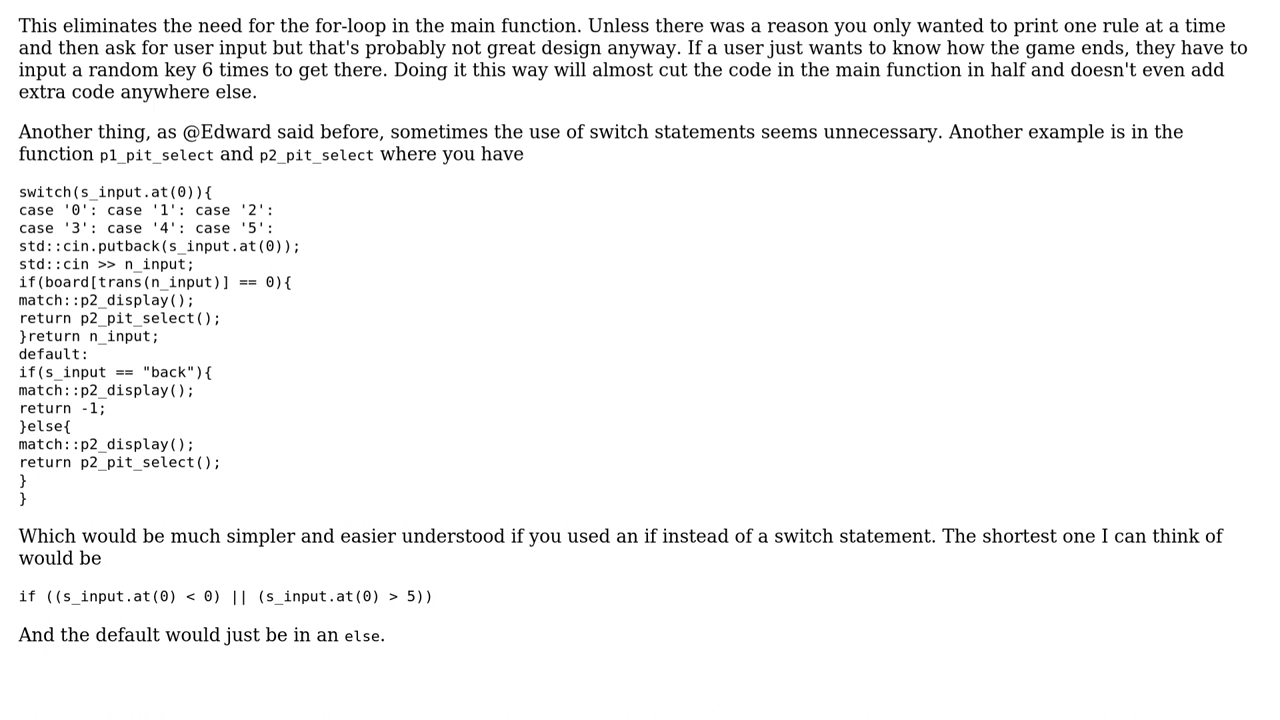 This eliminates the need for the for-loop in the main function. Unless there was a reason you only wanted to print one rule at a time
and then ask for user input but that's probably not great design anyway. If a user just wants to know how the game ends, they have to
input a random key 6 times to get there. Doing it this way will almost cut the code in the main function in half and doesn't even add
extra code anywhere else.
Another thing, as @Edward said before, sometimes the use of switch statements seems unnecessary. Another example is in the
function p1_pit_select and p2_pit_select where you have
switch(s_input.at(0)){
case '0': case '1': case '2':
case '3': case '4': case '5':
std::cin.putback(s_input.at(0));
std::cin >> n_input;
if(board[trans(n_input)] == 0){
match::p2_display();
return p2_pit_select();
}return n_input;
default:
if(s_input == "back"){
match::p2_display();
return -1;
}else{
match::p2_display();
return p2_pit_select();
}
}
Which would be much simpler and easier understood if you used an if instead of a switch statement. The shortest one I can think of
would be
if ((s_input.at(0) < 0) || (s_input.at(0) > 5))
And the default would just be in an else.